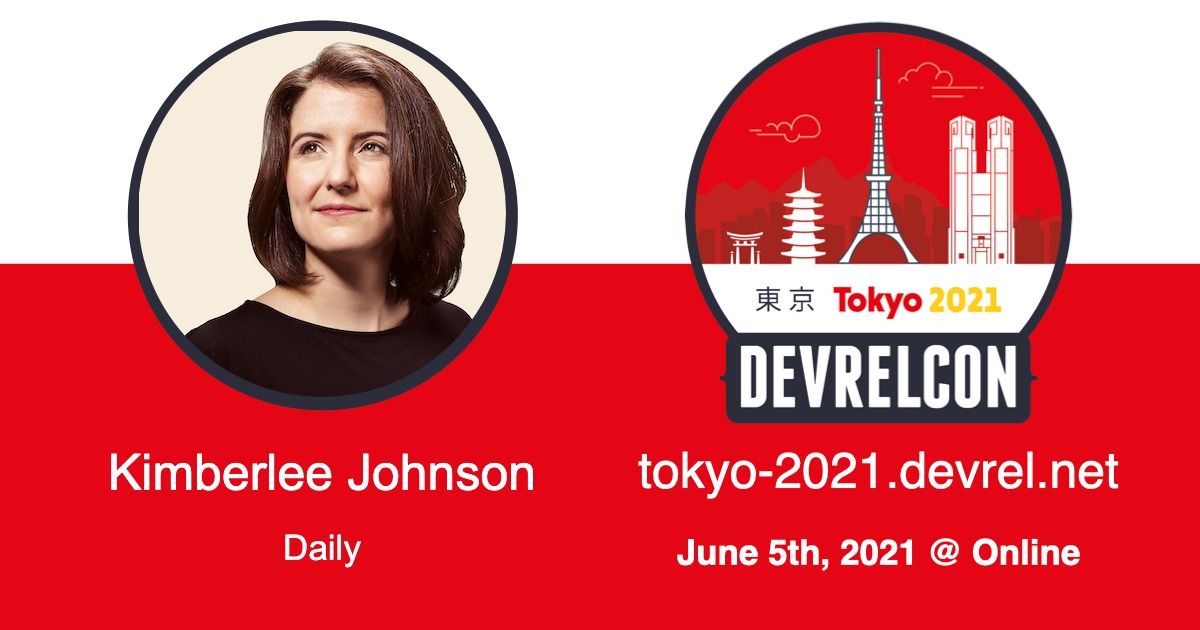 Kimberlee Johnson
Daily
東京 Tokyo 2021
DEVRELCON
tokyo-2021.devrel.net
June 5th, 2021 @ Online